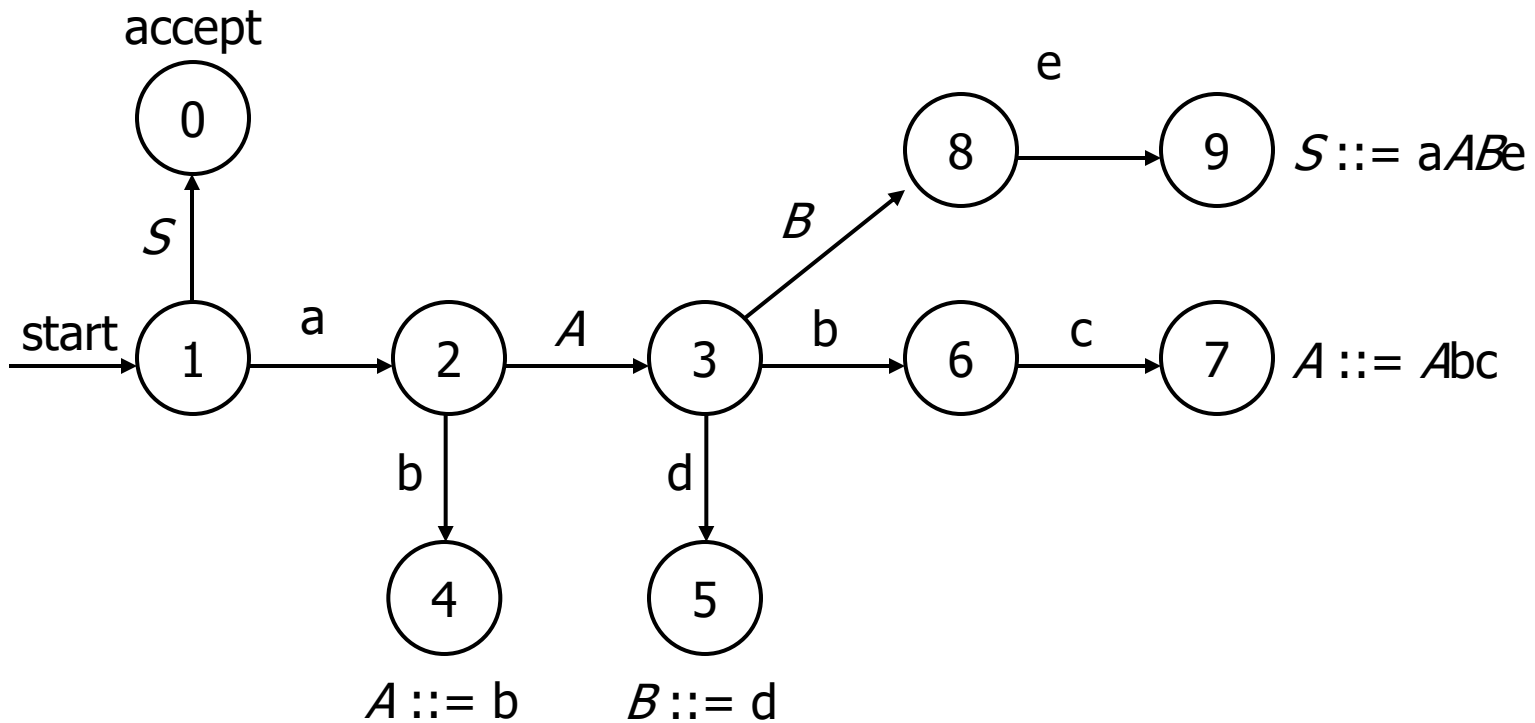 accept
0
e
8
9
S ::= aABe
B
S
start
1
a
2
A
3
b
6
c
7
A ::= Abc
b
d
4
5
A ::= b
B ::= d